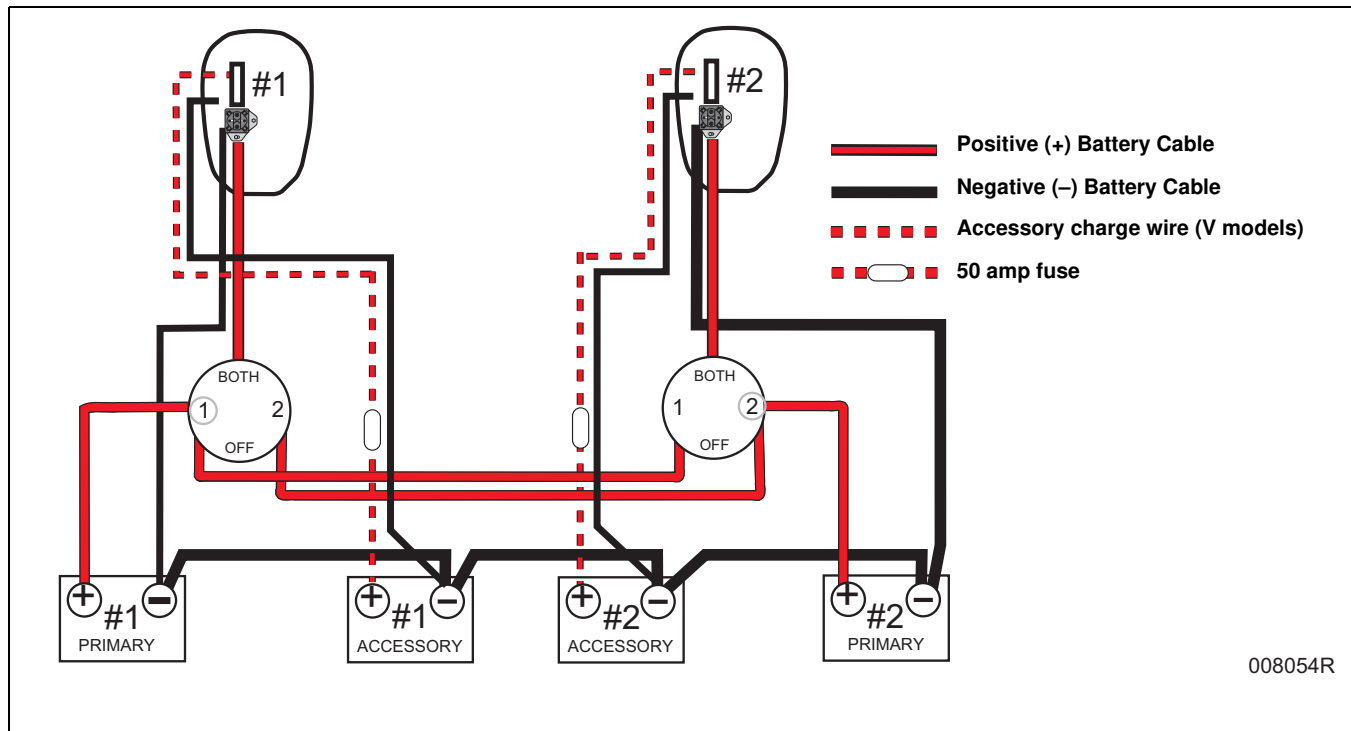 #1
#2
Positive (+) Battery Cable
Negative (–) Battery Cable
Accessory charge wire (V models)
50 amp fuse
BOTH
1 2
OFF
BOTH
1 2
OFF
+ –
#1
PRIMARY
+ –
#1
ACCESSORY
+ –
#2
ACCESSORY
+ –
#2
PRIMARY
008054R